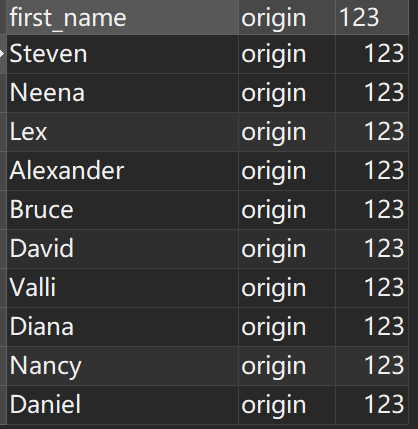 first_name origin 123
Steven origin 123
Neena origin 123
Lex origin 123
Alexander origin 123
Bruce origin 123
David origin 123
Valli origin 123
Diana origin 123
Nancy origin 123
Daniel origin 123